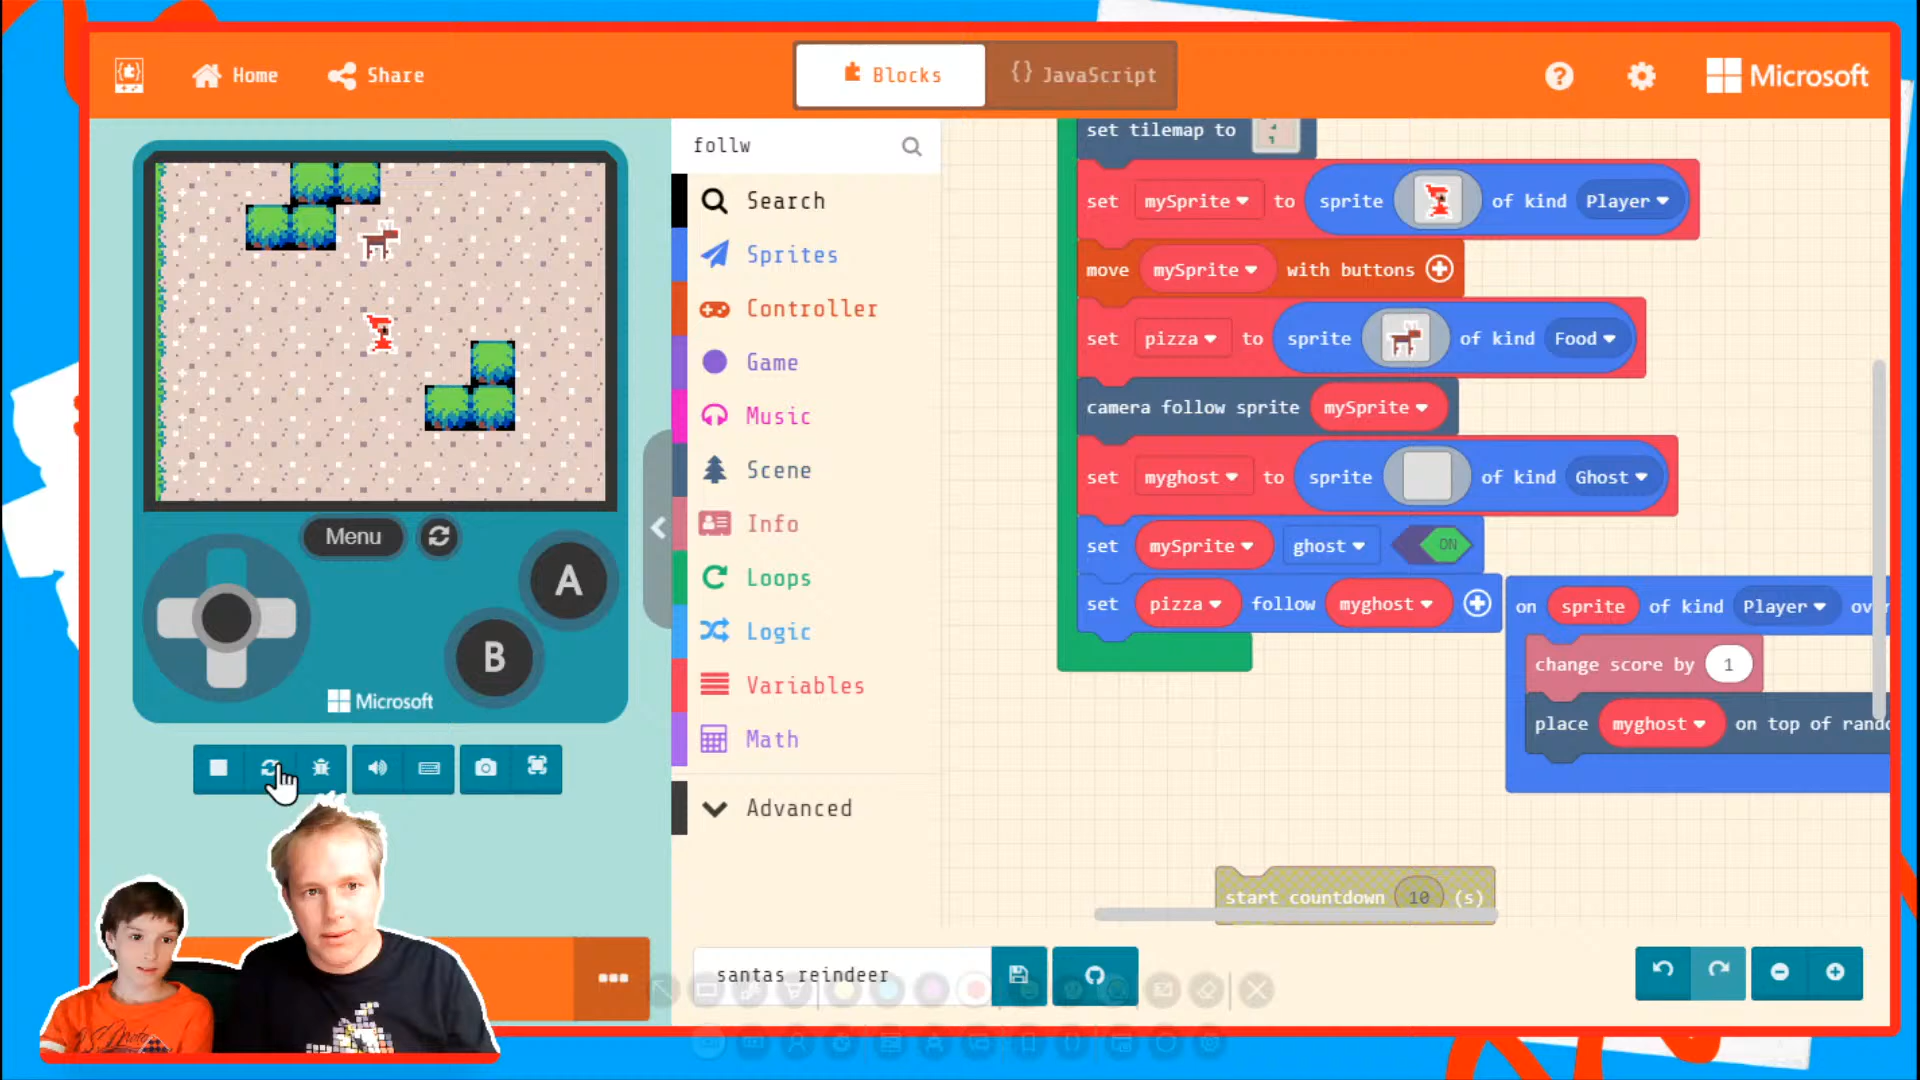 Home
Share
Blocks
{} JavaScript
?
Microsoft
follw
Search
Sprites
Controller
Game
Music
Scene
Info
Loops
Logic
Variables
Math
Advanced
Menu
A
B
Microsoft
set tilemap to
set mySprite to sprite of kind Player
move mySprite with buttons
set pizza to sprite of kind Food
camera follow sprite mySprite
set myghost to sprite of kind Ghost
set mySprite ghost ON
set pizza follow myghost
on sprite of kind Player ov
change score by 1
place myghost on top of rando
start countdown 10 (s)
santas reindeer